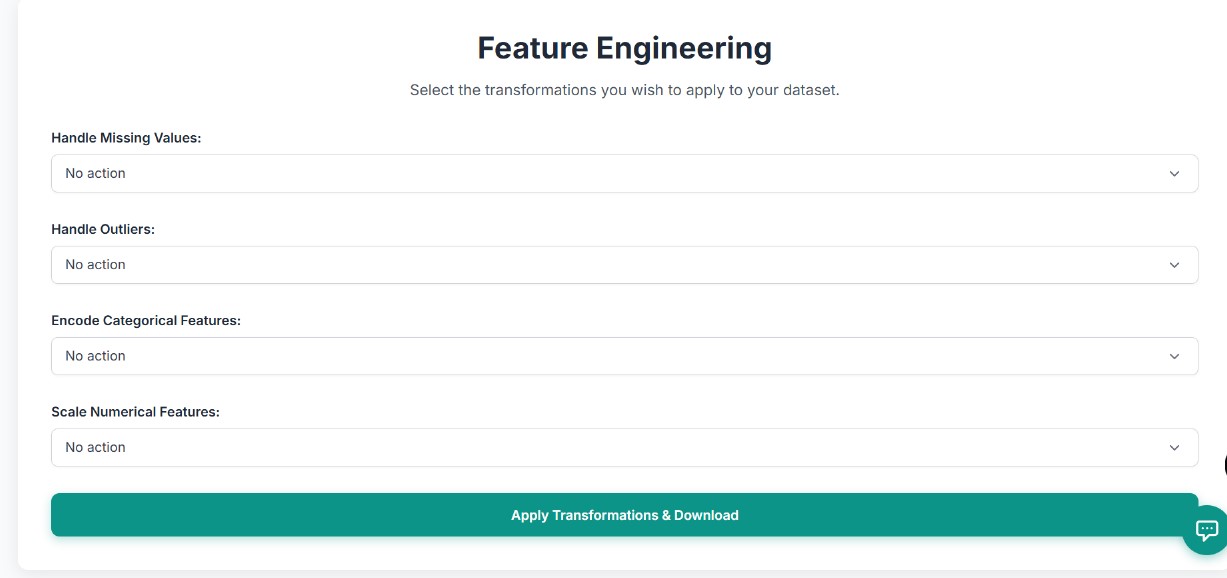 Feature Engineering
Select the transformations you wish to apply to your dataset.
Handle Missing Values:
No action
Handle Outliers:
No action
Encode Categorical Features:
No action
Scale Numerical Features:
No action
Apply Transformations & Download